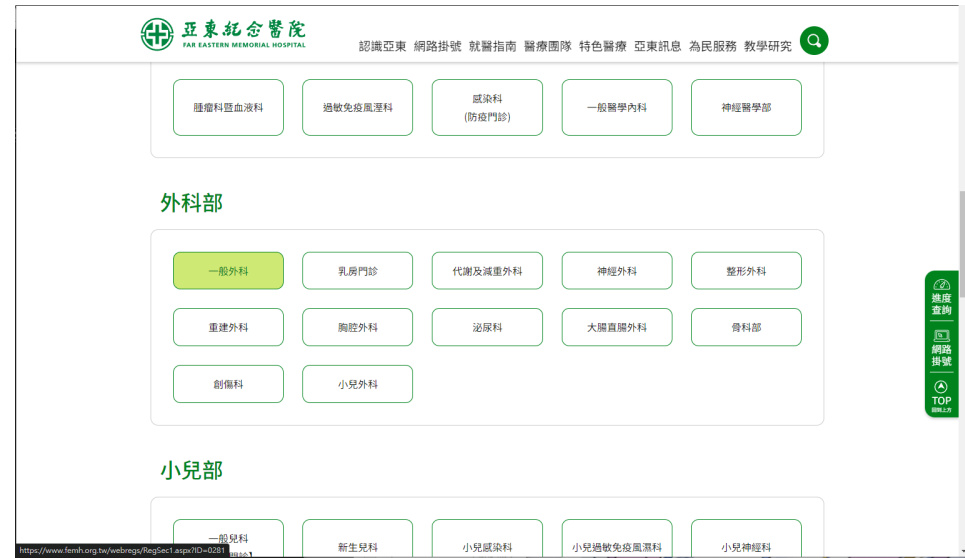 亞東紀念醫院
FAR EASTERN MEMORIAL HOSPITAL
認識亞東 網路掛號 就醫指南 醫療團隊 特色醫療 亞東訊息 為民服務 教學研究
腫瘤科暨血液科
過敏免疫風溼科
感染科
(防疫門診)
一般醫學內科
神經醫學部
外科部
一般外科
乳房門診
代謝及減重外科
神經外科
整形外科
重建外科
胸腔外科
泌尿科
大腸直腸外科
骨科部
創傷科
小兒外科
進度
查詢
網路
掛號
TOP
回到上方
小兒部
一般兒科
新生兒科
小兒感染科
小兒過敏免疫風濕科
小兒神經科
https://www.femh.org.tw/webregs/RegSec1.aspx?ID=0281